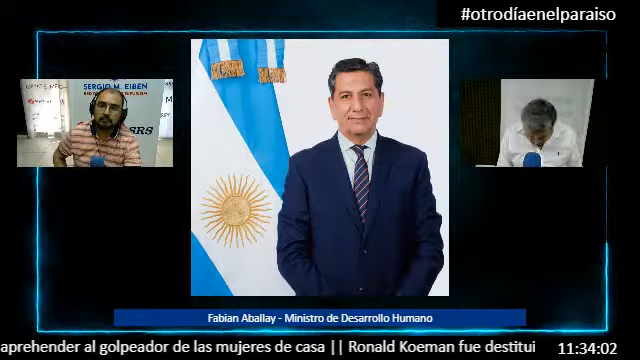 #otrodíaenelparaiso
SERGIO M. EIBEN
SRS
Fabian Aballay - Ministro de Desarrollo Humano
aprehender al golpeador de las mujeres de casa || Ronald Koeman fue destitui
11:34:02